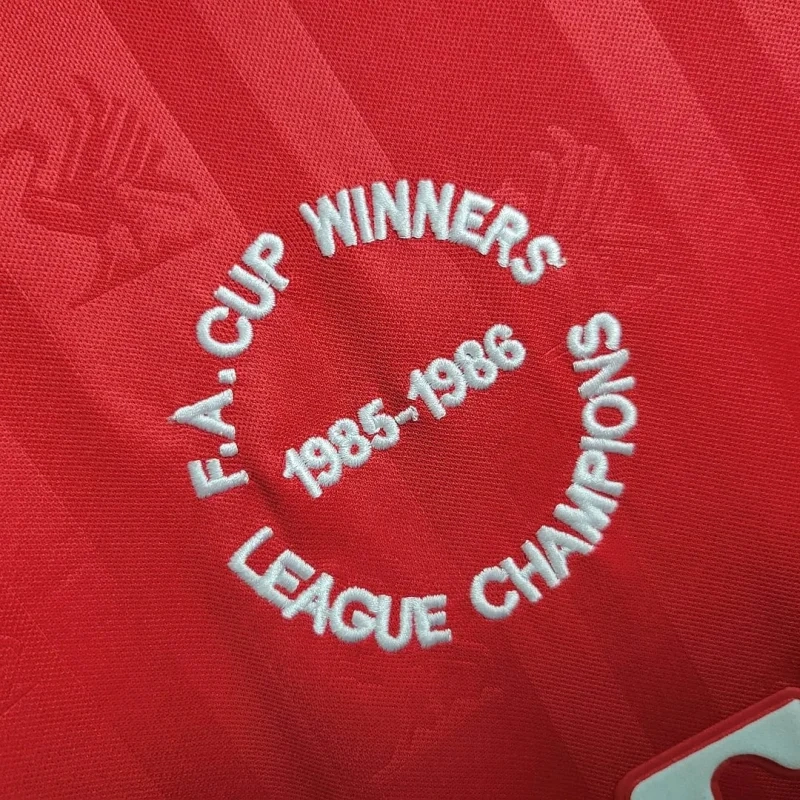 F.A. CUP WINNERS
1985-1986
LEAGUE CHAMPIONS